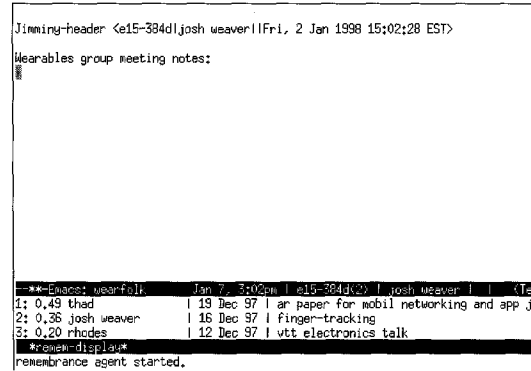 Jimminy-header <e15-384d|josh weaver||Fri, 2 Jan 1998 15:02:28 EST>
Wearables group meeting notes:
--**-Emacs: wearfolk Jan 7, 3:02pm | e15-384d(2) | josh weaver | | (Te
1: 0.49 thad | 19 Dec 97 | ar paper for mobil networking and app j
2: 0.36 josh weaver | 16 Dec 97 | finger-tracking
3: 0.20 rhodes | 12 Dec 97 | vtt electronics talk
*remem-display*
remembrance agent started.